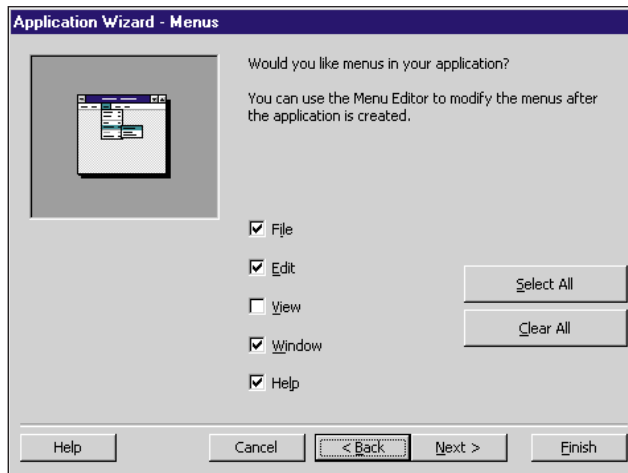 Application Wizard - Menus
Would you like menus in your application?
You can use the Menu Editor to modify the menus after
the application is created.
File
Edit
View
Window
Help
Select All
Clear All
Help
Cancel
< Back
Next >
Finish